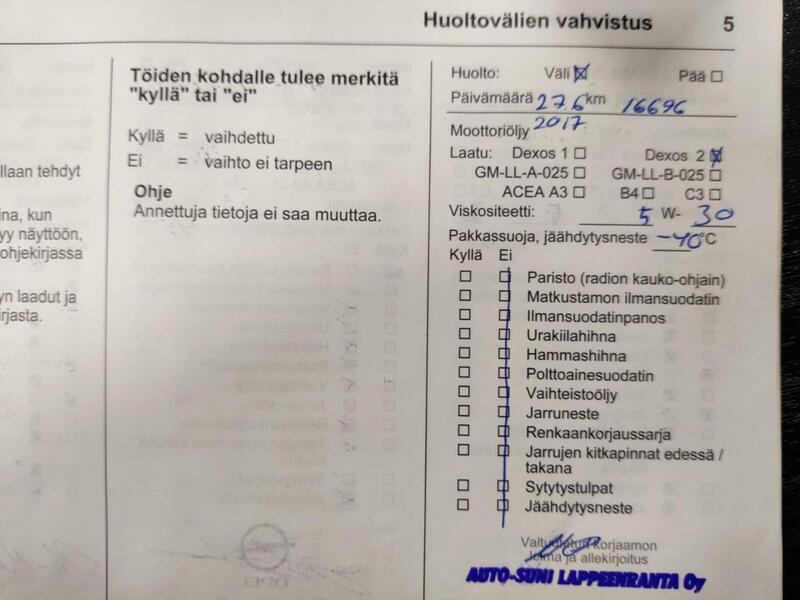 Huoltovälien vahvistus 5
llaan tehdyt
ina, kun
yy näyttöön,
ohjekirjassa
yn laadut ja
irjasta.
Töiden kohdalle tulee merkitä
"kyllä" tai "ei"
Kyllä = vaihdettu
Ei = vaihto ei tarpeen
Ohje
Annettuja tietoja ei saa muuttaa.
Huolto: Väli ☒ Pää ☐
Päivämäärä 27.6 km 16696
2017
Moottoriöljy
Laatu: Dexos 1 ☐ Dexos 2 ☒
GM-LL-A-025 ☐ GM-LL-B-025 ☐
ACEA A3 ☐ B4 ☐ C3 ☐
Viskositeetti: 5 W- 30
Pakkassuoja, jäähdytysneste -40°C
Kyllä Ei
☐ ☐ Paristo (radion kauko-ohjain)
☐ ☐ Matkustamon ilmansuodatin
☐ ☐ Ilmansuodatinpanos
☐ ☐ Urakiilahihna
☐ ☐ Hammashihna
☐ ☐ Polttoainesuodatin
☐ ☐ Vaihteistoöljy
☐ ☐ Jarruneste
☐ ☐ Renkaankorjaussarja
☐ ☐ Jarrujen kitkapinnat edessä /
takana
☐ ☐ Sytytystulpat
☐ ☐ Jäähdytysneste
Valtuutetun korjaamon
leima ja allekirjoitus
AUTO-SUNI LAPPEENRANTA Oy